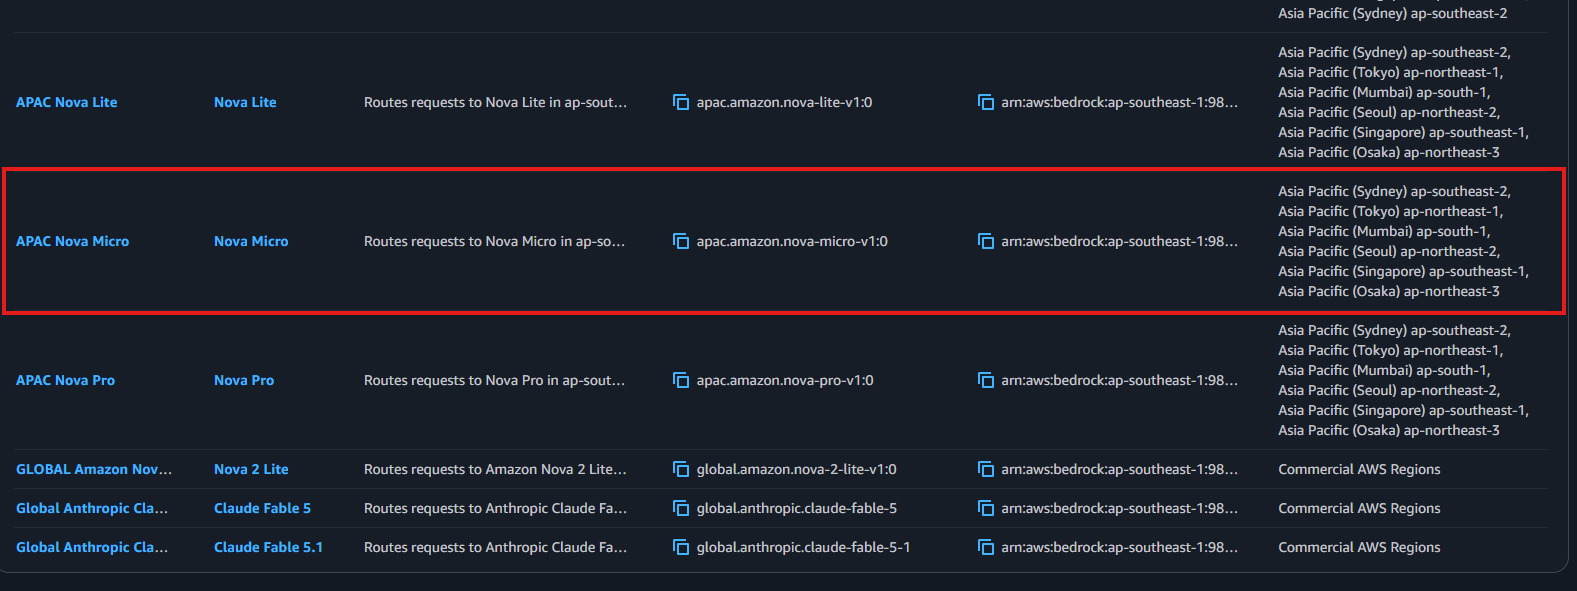 Asia Pacific (Sydney) ap-southeast-2
APAC Nova Lite
Nova Lite
Routes requests to Nova Lite in ap-sout...
apac.amazon.nova-lite-v1:0
arn:aws:bedrock:ap-southeast-1:98...
Asia Pacific (Sydney) ap-southeast-2,
Asia Pacific (Tokyo) ap-northeast-1,
Asia Pacific (Mumbai) ap-south-1,
Asia Pacific (Seoul) ap-northeast-2,
Asia Pacific (Singapore) ap-southeast-1,
Asia Pacific (Osaka) ap-northeast-3
APAC Nova Micro
Nova Micro
Routes requests to Nova Micro in ap-so...
apac.amazon.nova-micro-v1:0
arn:aws:bedrock:ap-southeast-1:98...
Asia Pacific (Sydney) ap-southeast-2,
Asia Pacific (Tokyo) ap-northeast-1,
Asia Pacific (Mumbai) ap-south-1,
Asia Pacific (Seoul) ap-northeast-2,
Asia Pacific (Singapore) ap-southeast-1,
Asia Pacific (Osaka) ap-northeast-3
APAC Nova Pro
Nova Pro
Routes requests to Nova Pro in ap-sout...
apac.amazon.nova-pro-v1:0
arn:aws:bedrock:ap-southeast-1:98...
Asia Pacific (Sydney) ap-southeast-2,
Asia Pacific (Tokyo) ap-northeast-1,
Asia Pacific (Mumbai) ap-south-1,
Asia Pacific (Seoul) ap-northeast-2,
Asia Pacific (Singapore) ap-southeast-1,
Asia Pacific (Osaka) ap-northeast-3
GLOBAL Amazon Nov...
Nova 2 Lite
Routes requests to Amazon Nova 2 Lite...
global.amazon.nova-2-lite-v1:0
arn:aws:bedrock:ap-southeast-1:98...
Commercial AWS Regions
Global Anthropic Cla...
Claude Fable 5
Routes requests to Anthropic Claude Fa...
global.anthropic.claude-fable-5
arn:aws:bedrock:ap-southeast-1:98...
Commercial AWS Regions
Global Anthropic Cla...
Claude Fable 5.1
Routes requests to Anthropic Claude Fa...
global.anthropic.claude-fable-5-1
arn:aws:bedrock:ap-southeast-1:98...
Commercial AWS Regions